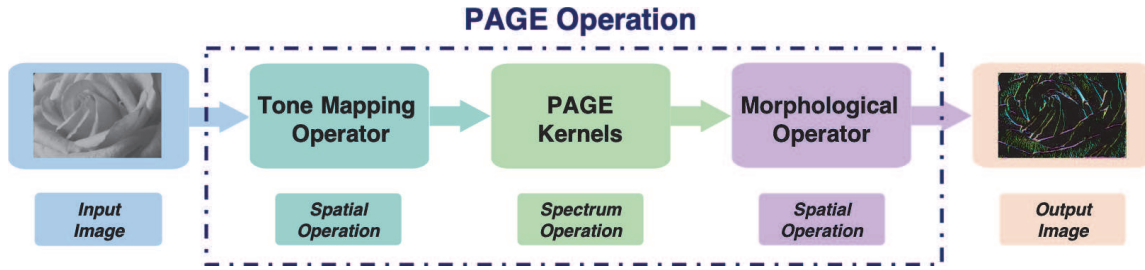 PAGE Operation
Tone Mapping
Operator
PAGE
Kernels
Morphological
Operator
Input
Image
Spatial
Operation
Spectrum
Operation
Spatial
Operation
Output
Image